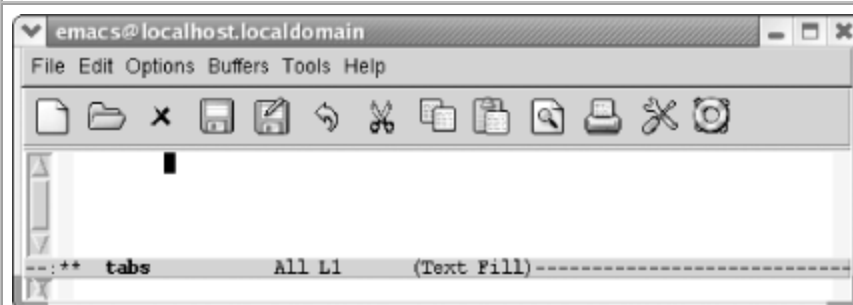 emacs@localhost.localdomain
File Edit Options Buffers Tools Help
--:** tabs All L1 (Text Fill)----------------------------